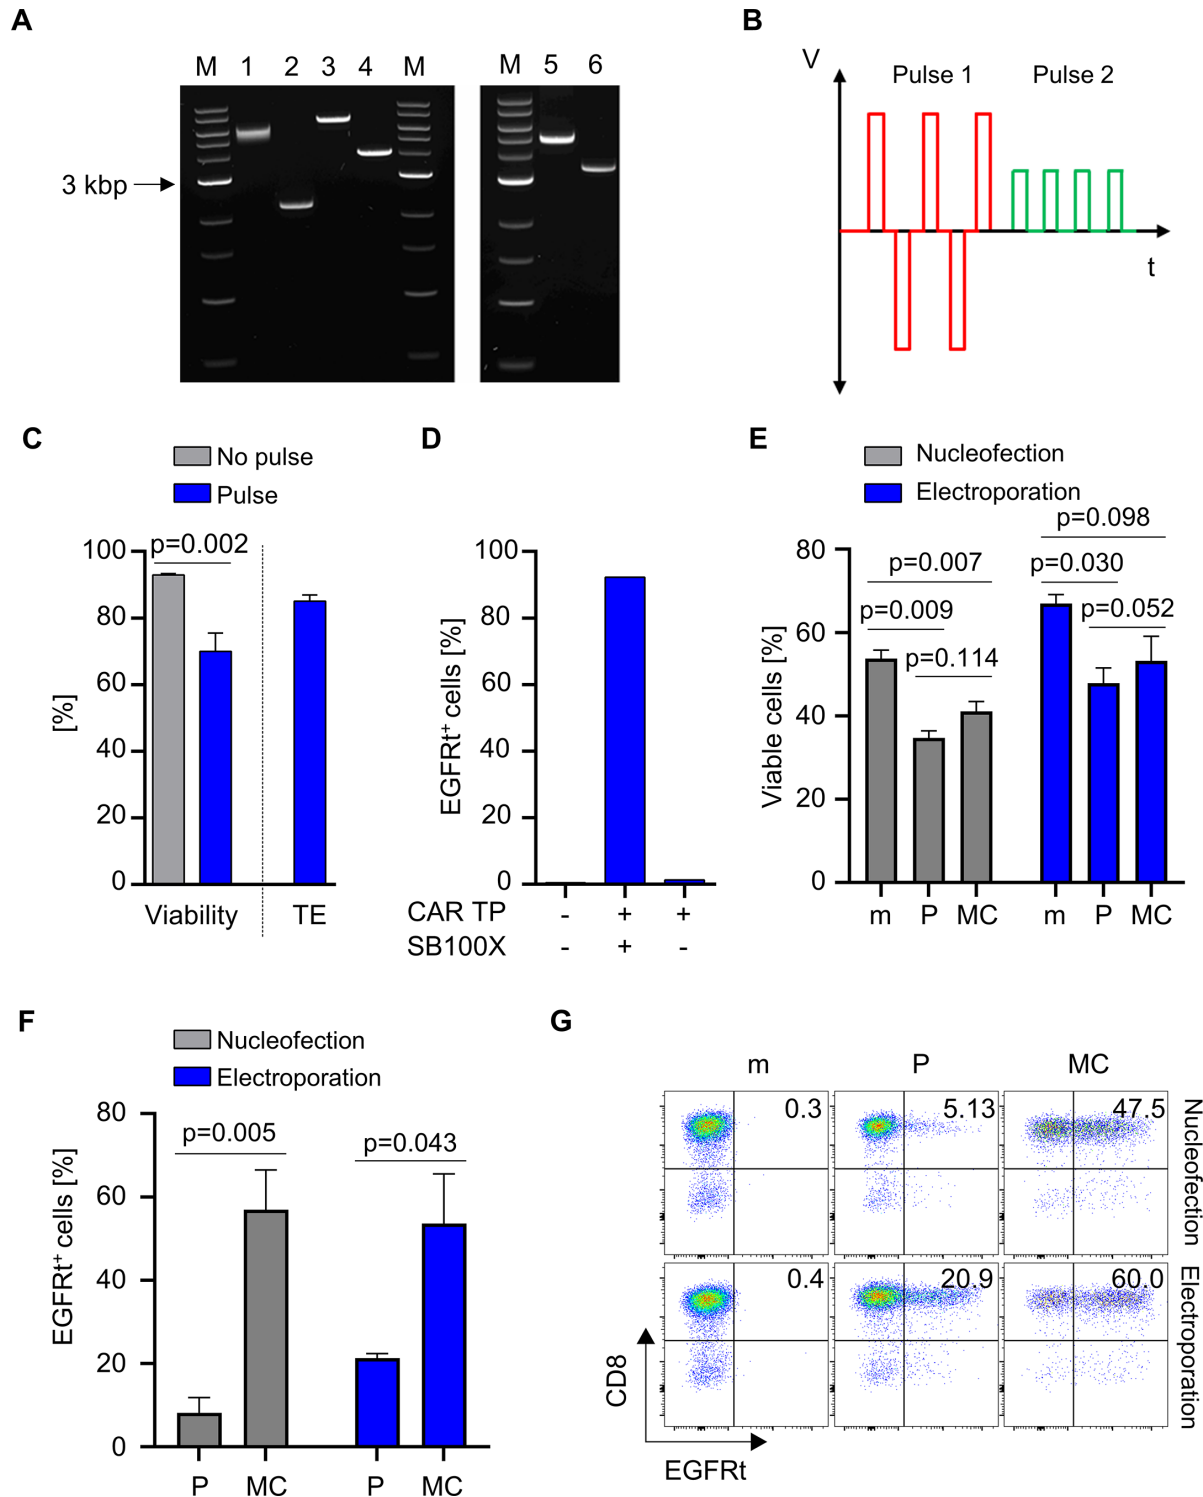 A
M 1 2 3 4 M
M 5 6
3 kbp
B
V
Pulse 1
Pulse 2
t
C
No pulse
Pulse
p=0.002
[%]
100
80
60
40
20
0
Viability
TE
D
EGFRt+ cells [%]
100
80
60
40
20
0
CAR TP - + +
SB100X - + -
E
Nucleofection
Electroporation
Viable cells [%]
80
60
40
20
0
p=0.007
p=0.009
p=0.114
p=0.098
p=0.030
p=0.052
m P MC m P MC
F
Nucleofection
Electroporation
EGFRt+ cells [%]
80
60
40
20
0
p=0.005
p=0.043
P MC P MC
G
m P MC
0.3 5.13 47.5
Nucleofection
0.4 20.9 60.0
Electroporation
CD8
EGFRt